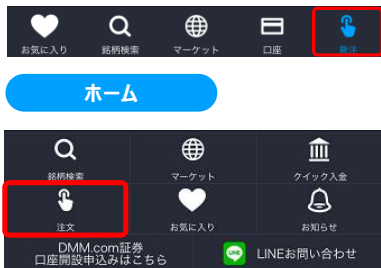 お気に入り 銘柄検索 マーケット 口座 発注
ホーム
銘柄検索 マーケット クイック入金
注文 お気に入り お知らせ
DMM.com証券
口座開設申込みはこちら
LINE LINEお問い合わせ